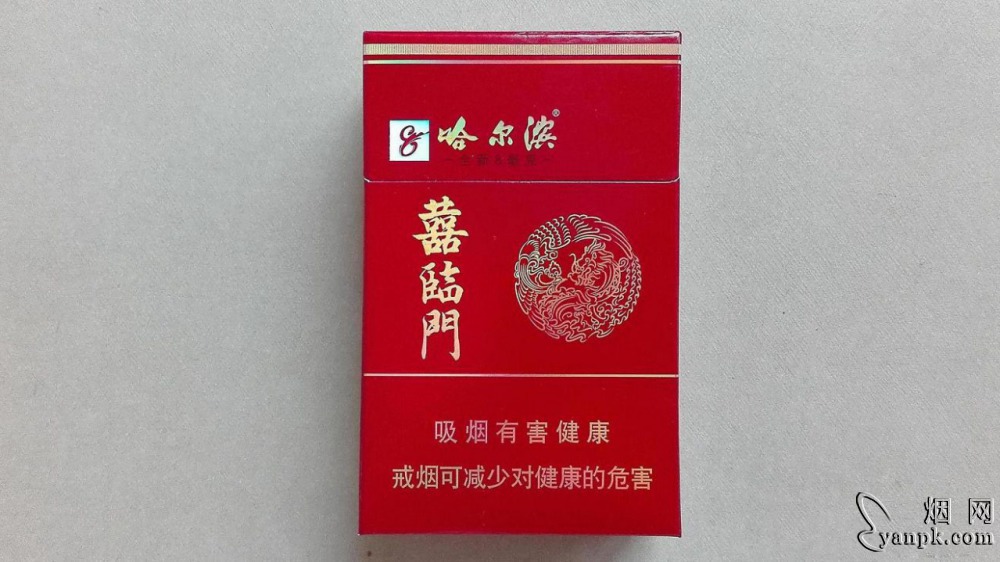 哈尔滨®
囍臨門
吸烟有害健康
戒烟可减少对健康的危害
烟网
yanpk.com